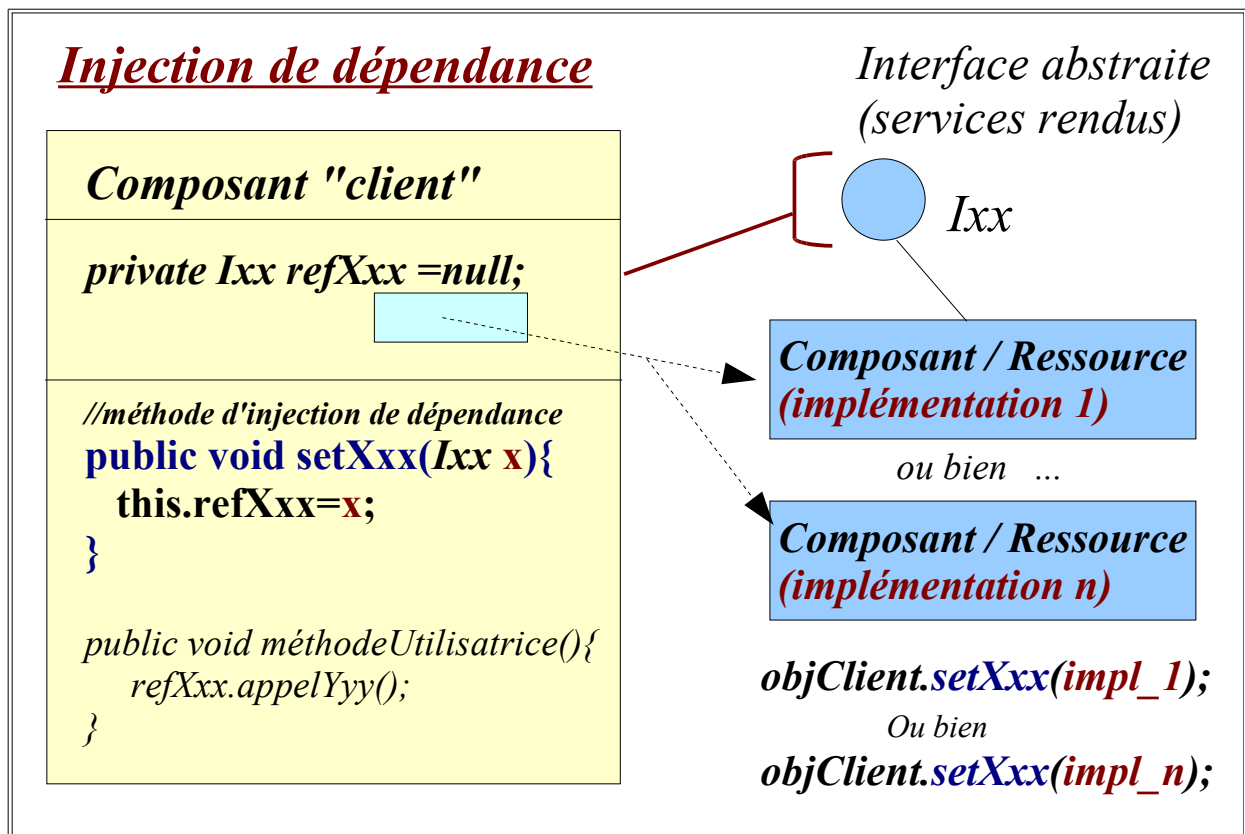 Injection de dépendance
Composant "client"
private Ixx refXxx =null;
//méthode d'injection de dépendance
public void setXxx(Ixx x){
this.refXxx=x;
}
public void méthodeUtilisatrice(){
refXxx.appelYyy();
}
Interface abstraite
(services rendus)
Ixx
Composant / Ressource
(implémentation 1)
ou bien ...
Composant / Ressource
(implémentation n)
objClient.setXxx(impl_1);
Ou bien
objClient.setXxx(impl_n);